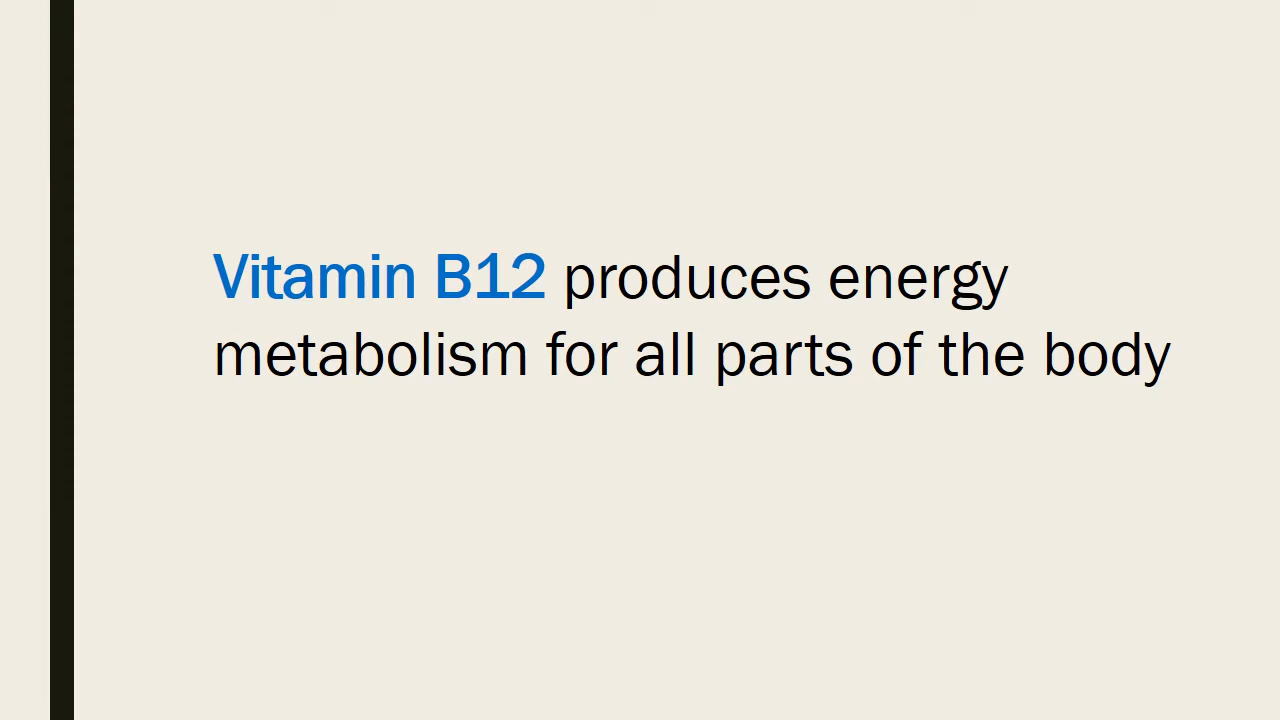 Vitamin B12 produces energy
metabolism for all parts of the body